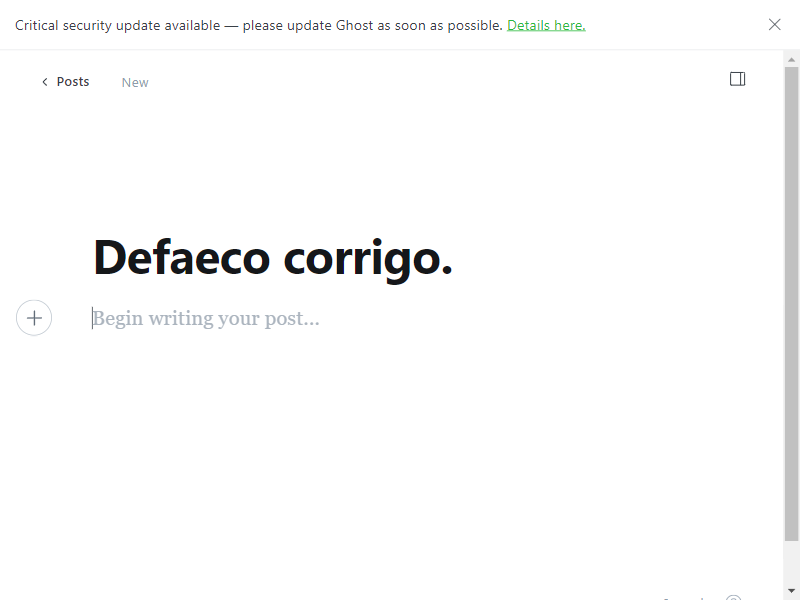 Critical security update available — please update Ghost as soon as possible. Details here.
Posts
New
Defaeco corrigo.
Begin writing your post...